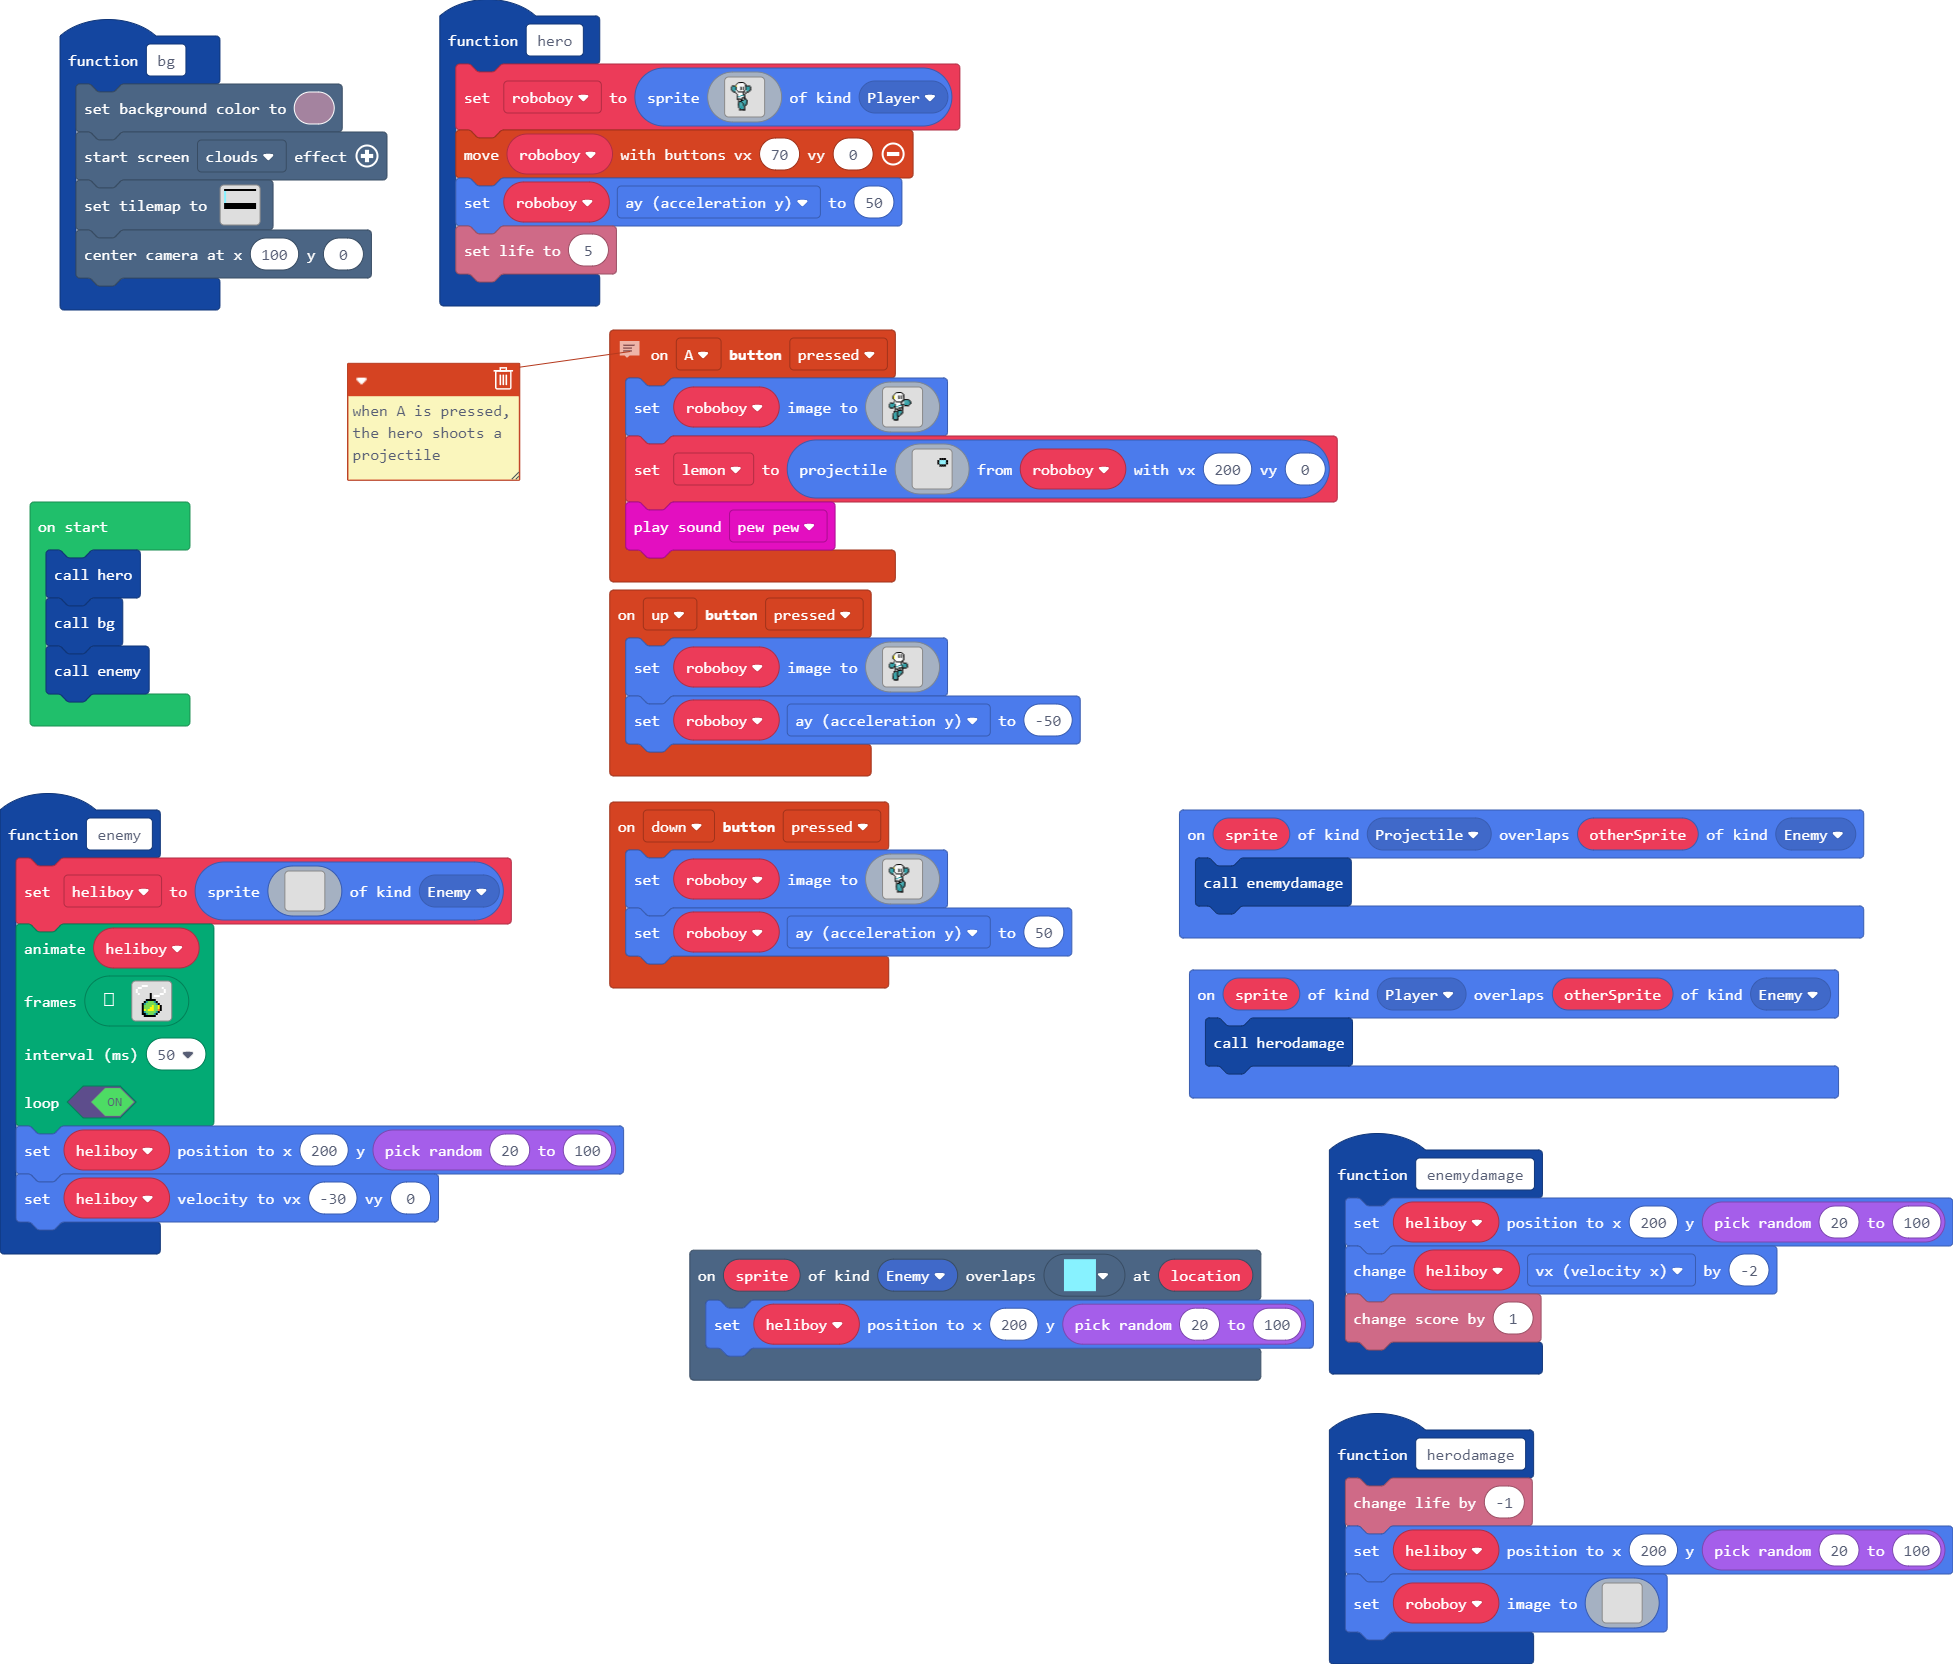 function bg
set background color to
start screen clouds effect
set tilemap to
center camera at x 100 y 0
function hero
set roboboy to sprite of kind Player
move roboboy with buttons vx 70 vy 0
set roboboy ay (acceleration y) to 50
set life to 5
when A is pressed,
the hero shoots a
projectile
on A button pressed
set roboboy image to
set lemon to projectile from roboboy with vx 200 vy 0
play sound pew pew
on start
call hero
call bg
call enemy
on up button pressed
set roboboy image to
set roboboy ay (acceleration y) to -50
function enemy
set heliboy to sprite of kind Enemy
animate heliboy
frames
interval (ms) 50
loop ON
set heliboy position to x 200 y pick random 20 to 100
set heliboy velocity to vx -30 vy 0
on down button pressed
set roboboy image to
set roboboy ay (acceleration y) to 50
on sprite of kind Projectile overlaps otherSprite of kind Enemy
call enemydamage
on sprite of kind Player overlaps otherSprite of kind Enemy
call herodamage
on sprite of kind Enemy overlaps at location
set heliboy position to x 200 y pick random 20 to 100
function enemydamage
set heliboy position to x 200 y pick random 20 to 100
change heliboy vx (velocity x) by -2
change score by 1
function herodamage
change life by -1
set heliboy position to x 200 y pick random 20 to 100
set roboboy image to